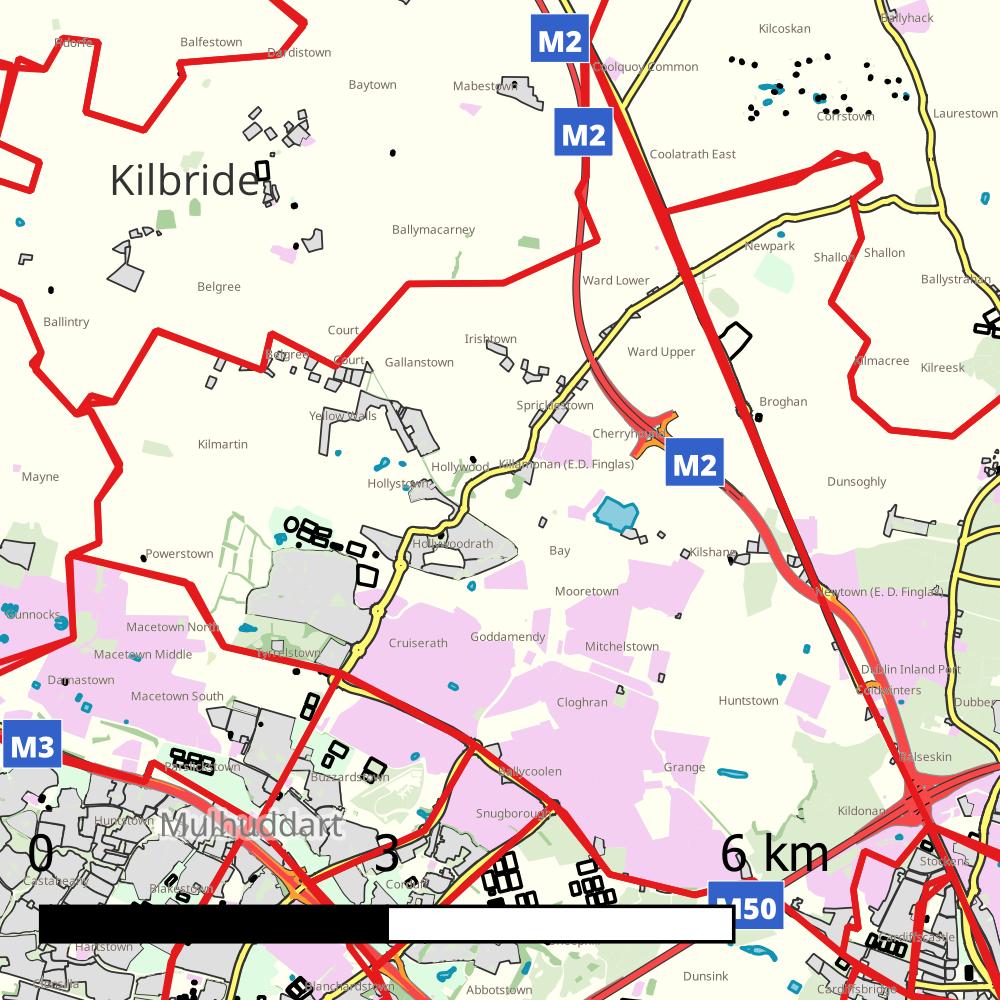 Ballyhack
Kilcoskan
M2
Balfestown
Dardistown
Coolquoy Common
Baytown
Mabestown
Laurestown
Corrstown
M2
Coolatrath East
Kilbride
Ballymacarney
Newpark
Shallon
Shallon
Ward Lower
Ballystrahan
Belgree
Ballintry
Court
Irishtown
Ward Upper
Belgree
Court
Gallanstown
Kilmacree
Kilreesk
Broghan
Spricklestown
Yellow Walls
Cherryhound
Kilmartin
M2
Hollywood
Killamonan (E.D. Finglas)
Mayne
Hollystown
Dunsoghly
Hollywoodrath
Bay
Kilshane
Powerstown
Mooretown
Newtown (E. D. Finglas)
Gunnocks
Macetown North
Goddamendy
Cruiserath
Mitchelstown
Tyrrelstown
Macetown Middle
Dublin Inland Port
Damastown
Coldwinters
Macetown South
Cloghran
Huntstown
Dubber
M3
Balseskin
Parslickstown
Buzzardstown
Ballycoolen
Grange
Snugborough
Kildonan
Huntstown
Mulhuddart
0
3
6 km
Stockens
Castaheany
Blakestown
Corduff
M50
Cardiffscastle
Hartstown
Dunsink
Blanchardstown
Abbotstown
Cardiffsbridge